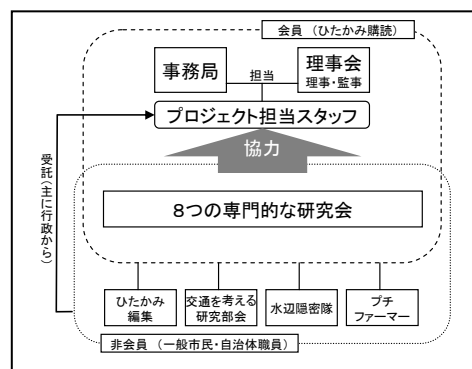 会員 (ひたかみ購読)
事務局
担当
理事会
理事・監事
プロジェクト担当スタッフ
協力
受託(主に行政から)
8つの専門的な研究会
ひたかみ
編集
交通を考える
研究部会
水辺隠密隊
プチ
ファーマー
非会員 (一般市民・自治体職員)